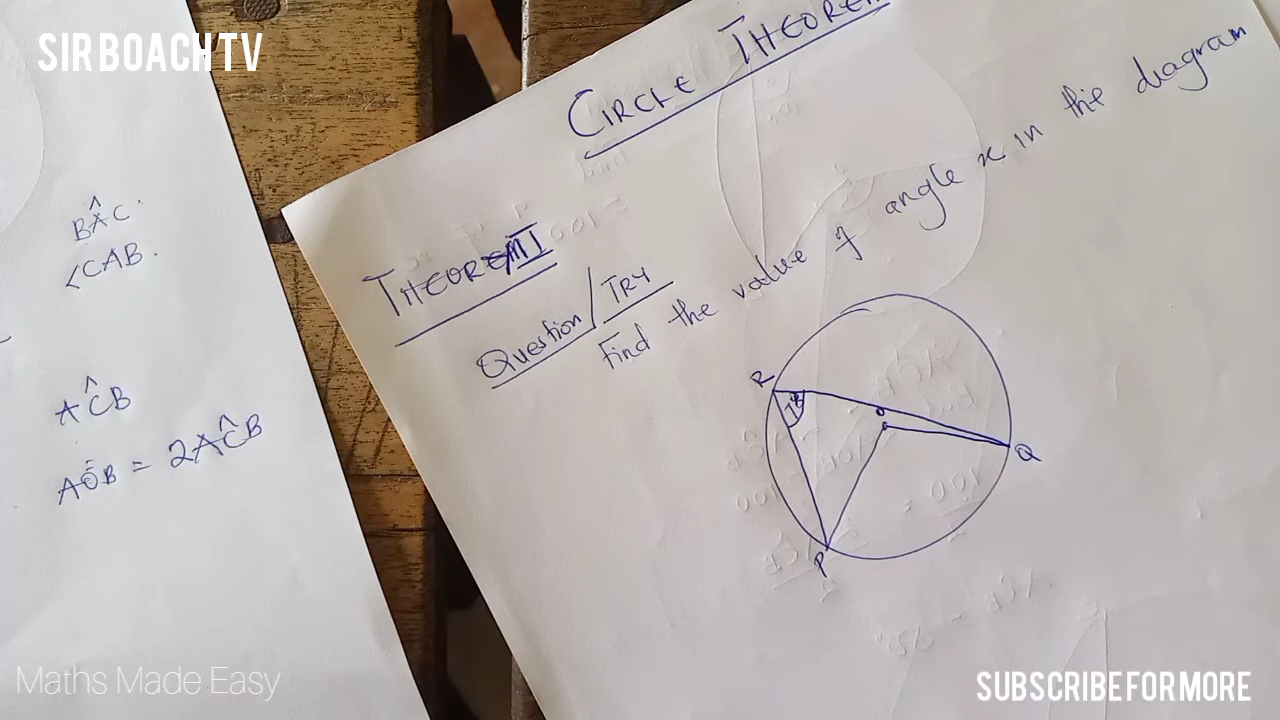 SIR BOACH TV
BÂC.
<CAB.
AĈB
AÔB = 2AĈB
CIRCLE THEOREM
THEOREM II
Question / TRY
Find the value of angle x in the diagram
R
Q
P
Maths Made Easy
SUBSCRIBE FOR MORE